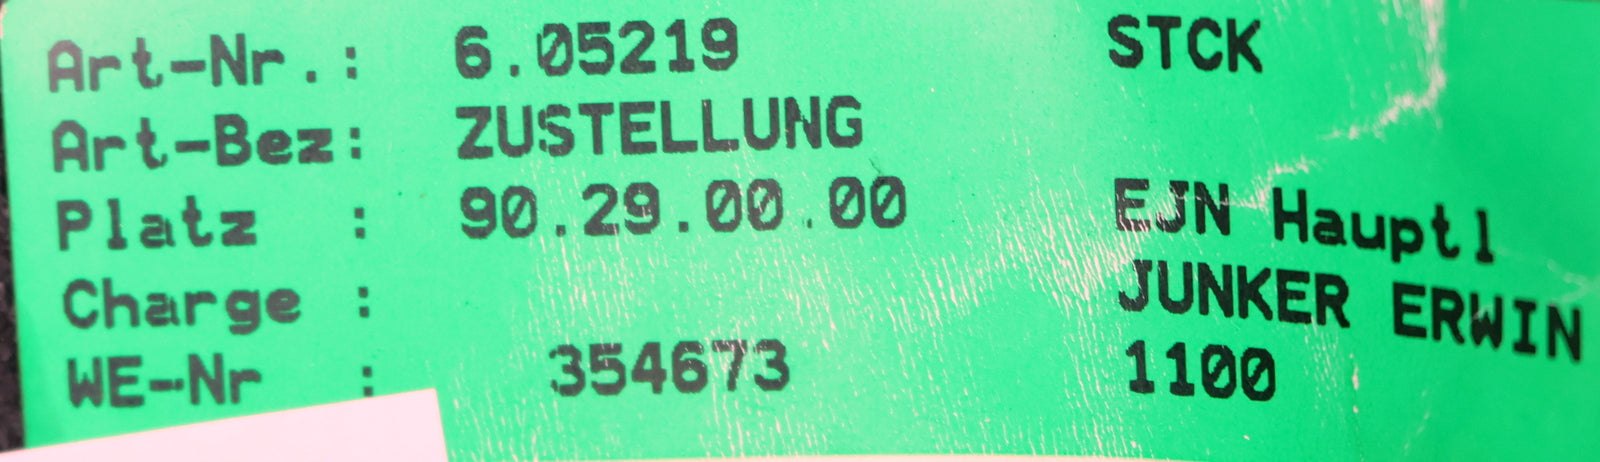 Art-Nr.: 6.05219 STCK
Art-Bez: ZUSTELLUNG
Platz : 90.29.00.00 EJN Hauptl
Charge : JUNKER ERWIN
WE-Nr : 354673 1100